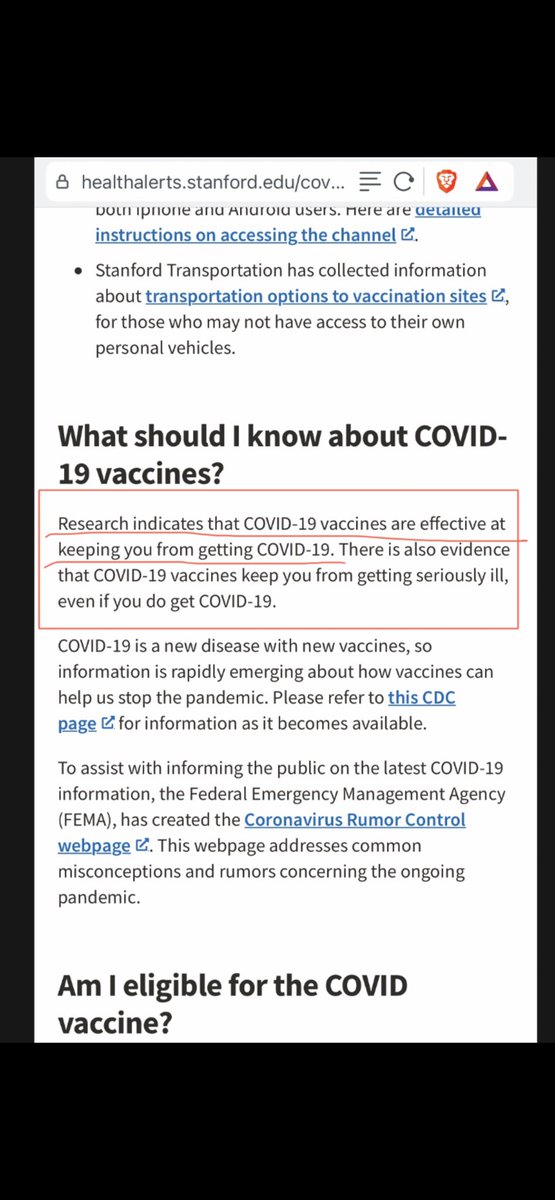 healthalerts.stanford.edu/cov...
both iphone and Android users. Here are detailed
instructions on accessing the channel.
• Stanford Transportation has collected information
about transportation options to vaccination sites,
for those who may not have access to their own
personal vehicles.
What should I know about COVID-
19 vaccines?
Research indicates that COVID-19 vaccines are effective at
keeping you from getting COVID-19. There is also evidence
that COVID-19 vaccines keep you from getting seriously ill,
even if you do get COVID-19.
COVID-19 is a new disease with new vaccines, so
information is rapidly emerging about how vaccines can
help us stop the pandemic. Please refer to this CDC
page for information as it becomes available.
To assist with informing the public on the latest COVID-19
information, the Federal Emergency Management Agency
(FEMA), has created the Coronavirus Rumor Control
webpage. This webpage addresses common
misconceptions and rumors concerning the ongoing
pandemic.
Am I eligible for the COVID
vaccine?